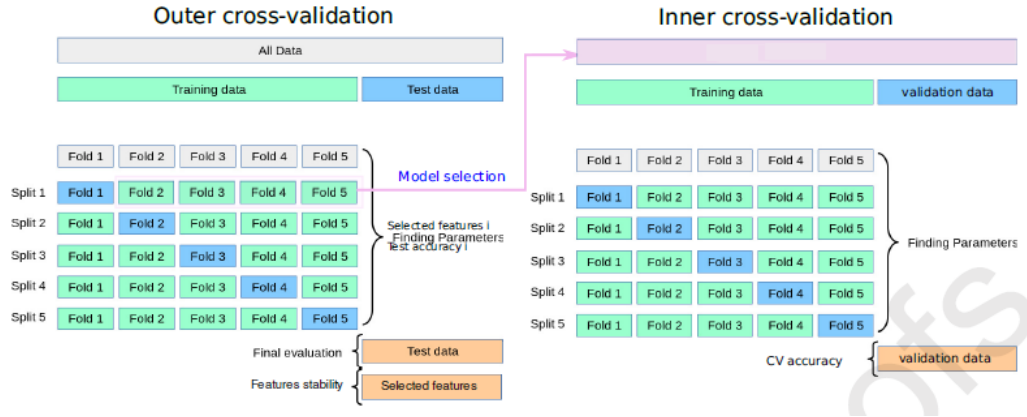 Outer cross-validation
All Data
Training data Test data
Fold 1 Fold 2 Fold 3 Fold 4 Fold 5
Split 1 Fold 1 Fold 2 Fold 3 Fold 4 Fold 5
Split 2 Fold 1 Fold 2 Fold 3 Fold 4 Fold 5
Split 3 Fold 1 Fold 2 Fold 3 Fold 4 Fold 5
Split 4 Fold 1 Fold 2 Fold 3 Fold 4 Fold 5
Split 5 Fold 1 Fold 2 Fold 3 Fold 4 Fold 5
Model selection
Selected features i
Finding Parameters
Test accuracy i
Final evaluation Test data
Features stability Selected features
Inner cross-validation
Training data validation data
Fold 1 Fold 2 Fold 3 Fold 4 Fold 5
Split 1 Fold 1 Fold 2 Fold 3 Fold 4 Fold 5
Split 2 Fold 1 Fold 2 Fold 3 Fold 4 Fold 5
Split 3 Fold 1 Fold 2 Fold 3 Fold 4 Fold 5
Split 4 Fold 1 Fold 2 Fold 3 Fold 4 Fold 5
Split 5 Fold 1 Fold 2 Fold 3 Fold 4 Fold 5
Finding Parameters
CV accuracy validation data
ofs